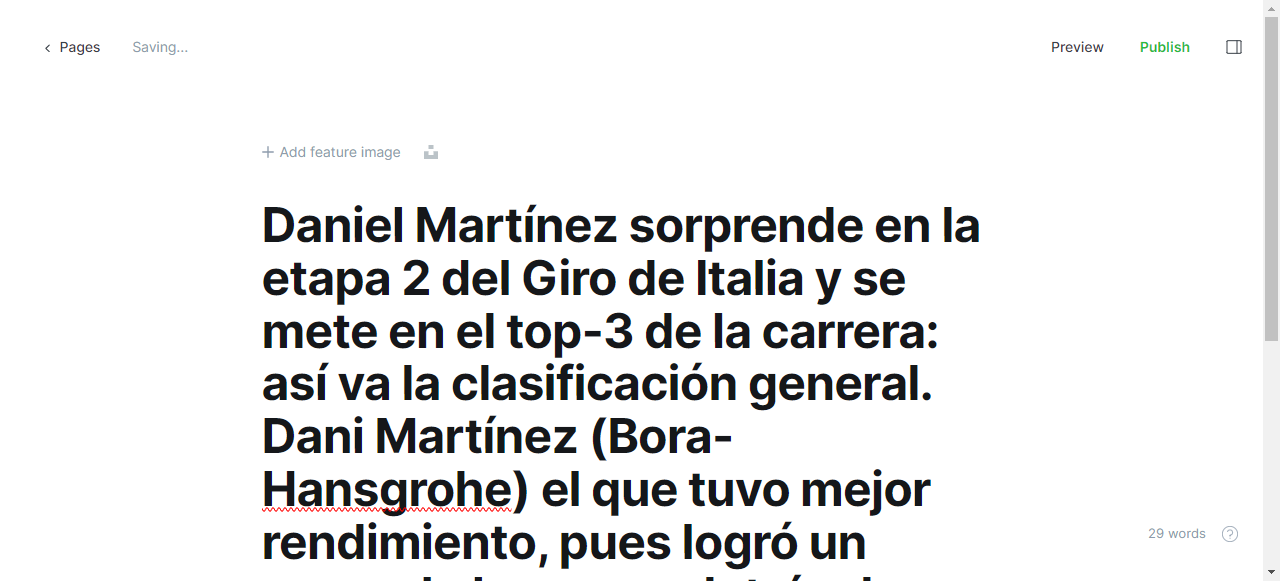 Pages
Saving...
Preview
Publish
Add feature image
Daniel Martínez sorprende en la
etapa 2 del Giro de Italia y se
mete en el top-3 de la carrera:
así va la clasificación general.
Dani Martínez (Bora-
Hansgrohe) el que tuvo mejor
rendimiento, pues logró un
29 words